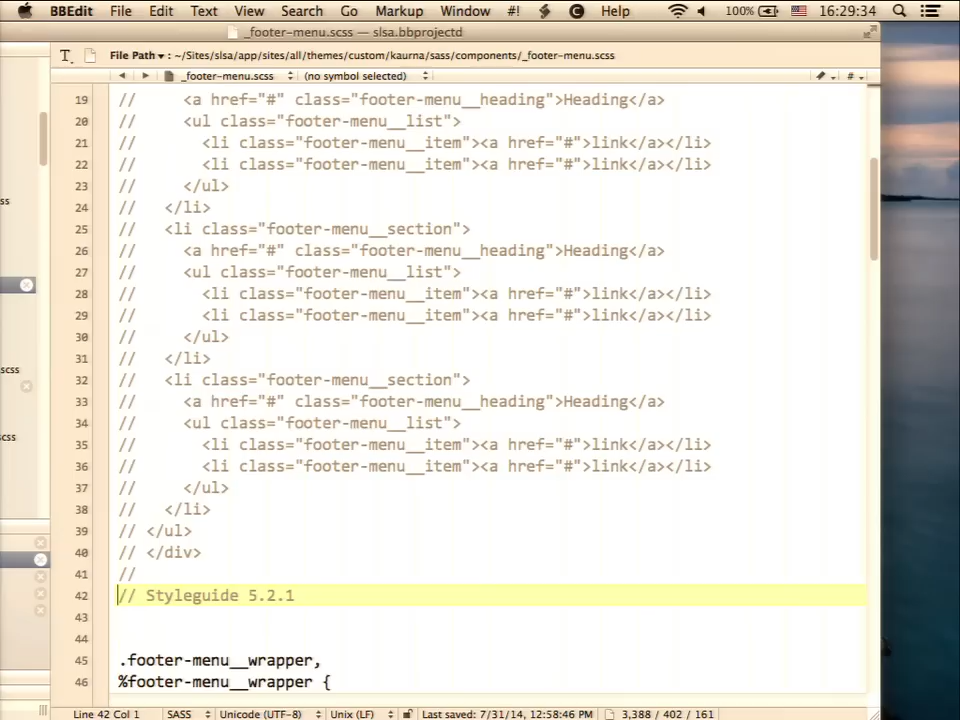 BBEdit File Edit Text View Search Go Markup Window #! C Help 100% 16:29:34
_footer-menu.scss — slsa.bbprojectd
T. File Path ▾ : ~/Sites/slsa/app/sites/all/themes/custom/kaurna/sass/components/_footer-menu.scss
_footer-menu.scss (no symbol selected) # ▾
19 // <a href="#" class="footer-menu__heading">Heading</a>
20 // <ul class="footer-menu__list">
21 // <li class="footer-menu__item"><a href="#">link</a></li>
22 // <li class="footer-menu__item"><a href="#">link</a></li>
23 // </ul>
24 // </li>
25 // <li class="footer-menu__section">
26 // <a href="#" class="footer-menu__heading">Heading</a>
27 // <ul class="footer-menu__list">
28 // <li class="footer-menu__item"><a href="#">link</a></li>
29 // <li class="footer-menu__item"><a href="#">link</a></li>
30 // </ul>
31 // </li>
32 // <li class="footer-menu__section">
33 // <a href="#" class="footer-menu__heading">Heading</a>
34 // <ul class="footer-menu__list">
35 // <li class="footer-menu__item"><a href="#">link</a></li>
36 // <li class="footer-menu__item"><a href="#">link</a></li>
37 // </ul>
38 // </li>
39 // </ul>
40 // </div>
41 //
42 // Styleguide 5.2.1
43
44
45 .footer-menu__wrapper,
46 %footer-menu__wrapper {
ss
scss
scss
Line 42 Col 1 SASS Unicode (UTF-8) Unix (LF) Last saved: 7/31/14, 12:58:46 PM 3,388 / 402 / 161